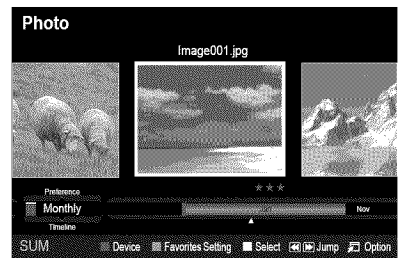 Photo
Image001.jpg
Preference
Monthly
Nov
Timeline
SUM Device Favorites Setting Select Jump Option